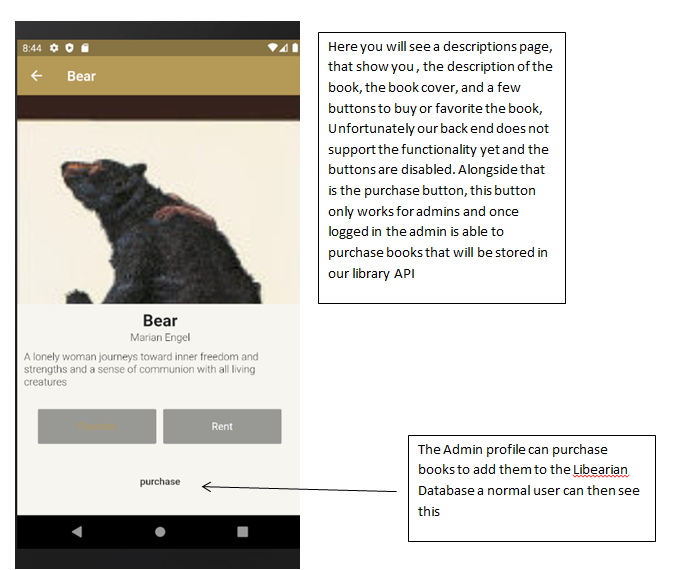 8:44
Bear
Bear
Marian Engel
A lonely woman journeys toward inner freedom and
strengths and a sense of communion with all living
creatures
Rent
purchase
Here you will see a descriptions page,
that show you , the description of the
book, the book cover, and a few
buttons to buy or favorite the book,
Unfortunately our back end does not
support the functionality yet and the
buttons are disabled. Alongside that
is the purchase button, this button
only works for admins and once
logged in the admin is able to
purchase books that will be stored in
our library API
The Admin profile can purchase
books to add them to the Libearian
Database a normal user can then see
this